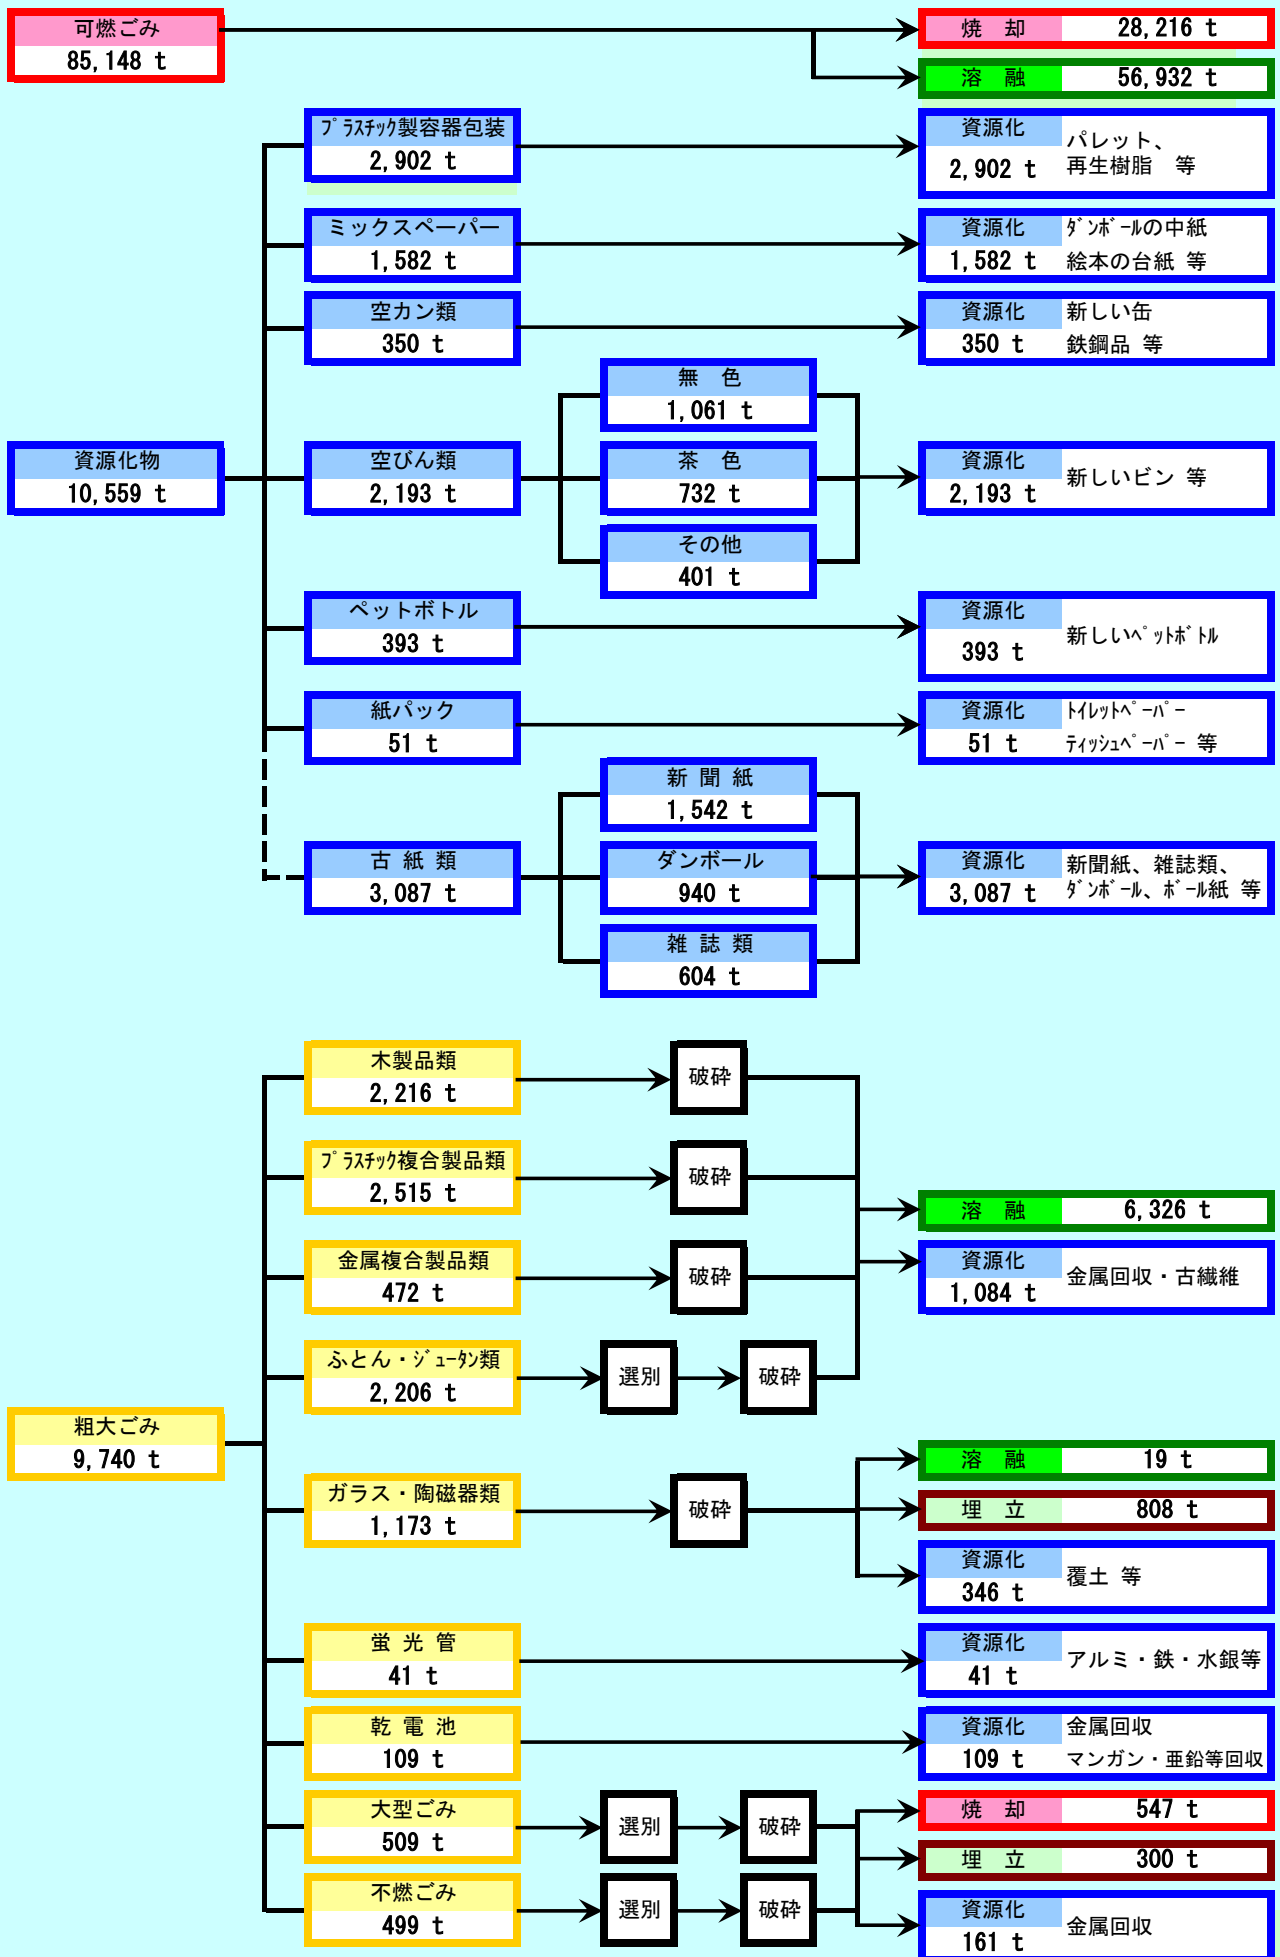 可燃ごみ
85,148 t
焼 却 28,216 t
溶 融 56,932 t
プラスチック製容器包装
2,902 t
資源化
2,902 t
パレット、
再生樹脂 等
ミックスペーパー
1,582 t
資源化
1,582 t
ダンボールの中紙
絵本の台紙 等
空カン類
350 t
資源化
350 t
新しい缶
鉄鋼品 等
資源化物
10,559 t
空びん類
2,193 t
無 色
1,061 t
茶 色
732 t
その他
401 t
資源化
2,193 t
新しいビン 等
ペットボトル
393 t
資源化
393 t
新しいペットボトル
紙パック
51 t
資源化
51 t
トイレットペーパー
ティッシュペーパー 等
古 紙 類
3,087 t
新 聞 紙
1,542 t
ダンボール
940 t
雑 誌 類
604 t
資源化
3,087 t
新聞紙、雑誌類、
ダンボール、ボール紙 等
粗大ごみ
9,740 t
木製品類
2,216 t
破砕
プラスチック複合製品類
2,515 t
破砕
金属複合製品類
472 t
破砕
ふとん・ジュータン類
2,206 t
選別
破砕
溶 融 6,326 t
資源化
1,084 t
金属回収・古繊維
ガラス・陶磁器類
1,173 t
破砕
溶 融 19 t
埋 立 808 t
資源化
346 t
覆土 等
蛍 光 管
41 t
資源化
41 t
アルミ・鉄・水銀等
乾 電 池
109 t
資源化
109 t
金属回収
マンガン・亜鉛等回収
大型ごみ
509 t
選別
破砕
不燃ごみ
499 t
選別
破砕
焼 却 547 t
埋 立 300 t
資源化
161 t
金属回収